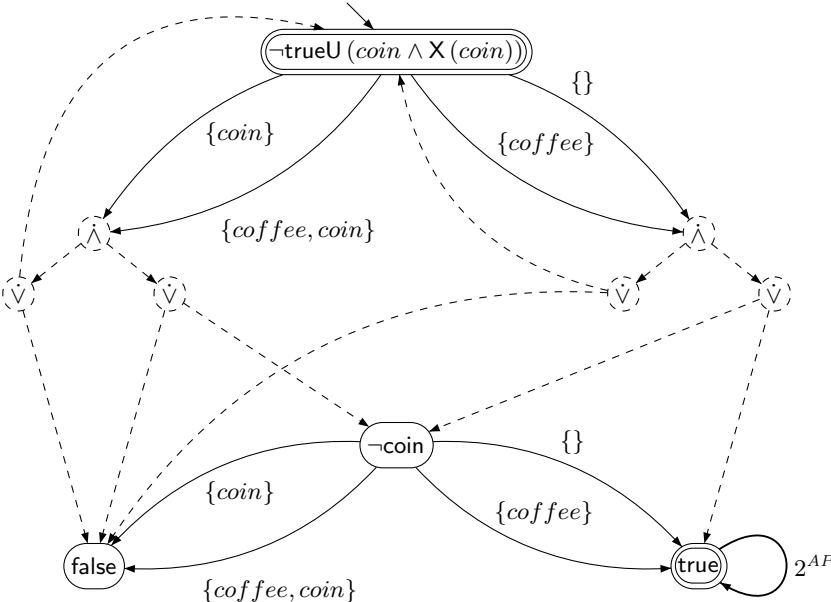 ¬trueU (coin ∧ X (coin))
{}
{coin}
{coffee}
{coffee, coin}
∧̇
∧̇
∨̇
∨̇
∨̇
∨̇
¬coin
{}
{coin}
{coffee}
false
true
2^AP
{coffee, coin}